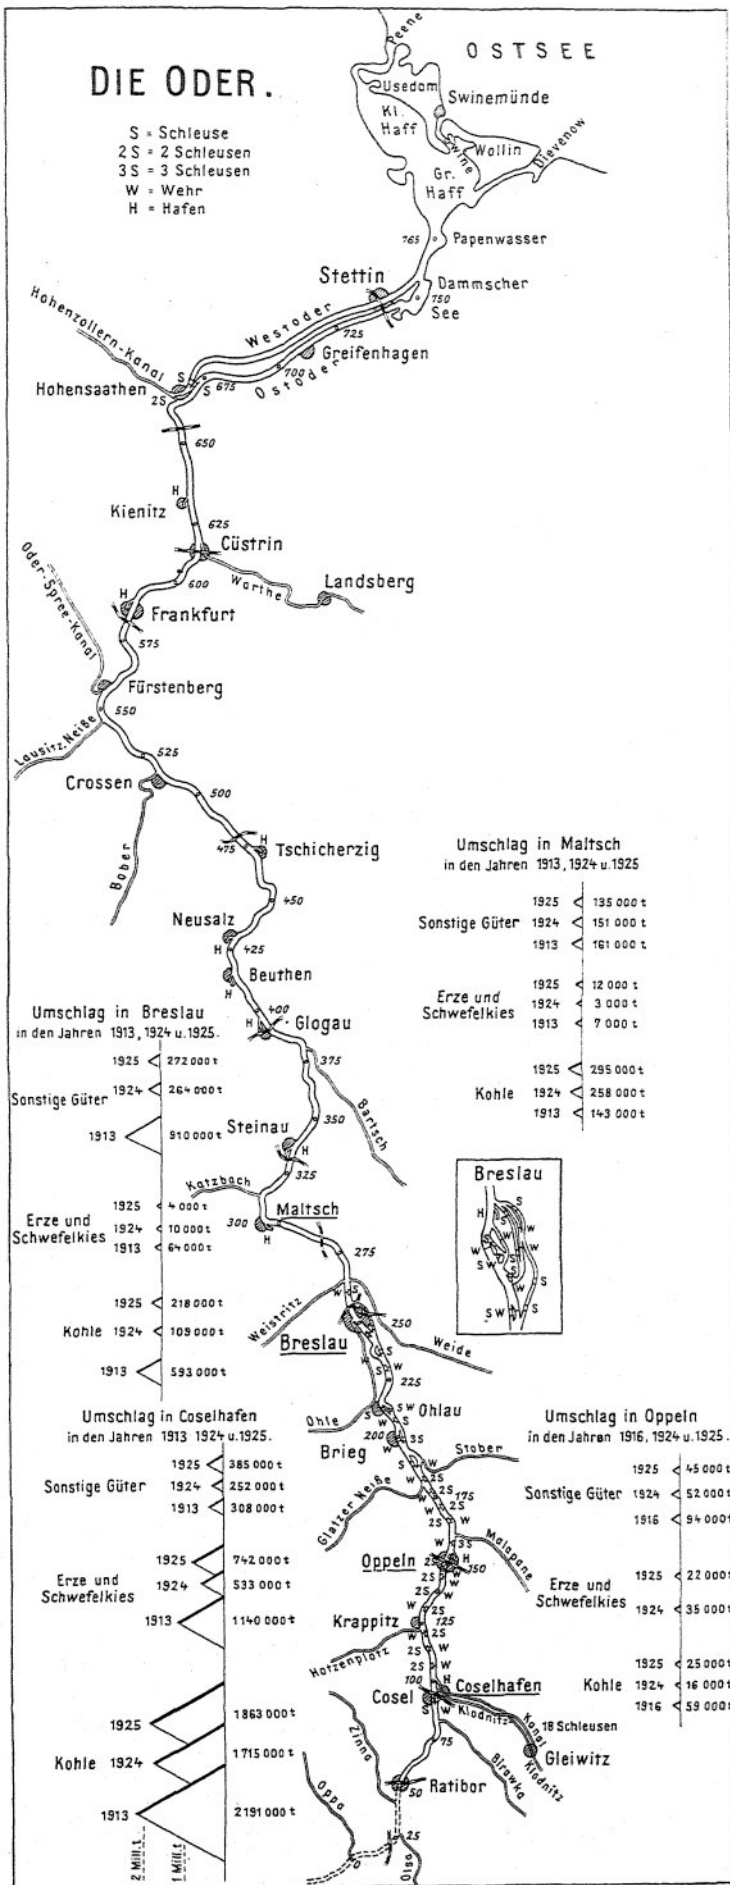 DIE ODER.
S = Schleuse
2 S = 2 Schleusen
3 S = 3 Schleusen
W = Wehr
H = Hafen
OSTSEE
Peene
Usedom
Swinemünde
Kl.
Haff
Swine
Wollin
Dievenow
Gr.
Haff
765
Papenwasser
Stettin
Dammscher
750
See
Hohenzollern-Kanal
Westoder
725
Greifenhagen
700
Ostoder
S
675
S
Hohensaathen
2S
650
H
Kienitz
625
Cüstrin
Oder-Spree-Kanal
600
Warthe
Landsberg
H
Frankfurt
575
Fürstenberg
550
Lausitz. Neiße
525
Crossen
500
Bober
475
H
Tschicherzig
450
Neusalz
H
425
Beuthen
H
400
H
Glogau
375
Bartsch
350
Steinau
H
325
Katzbach
Maltsch
300
H
275
Weistritz
W
S
250
Breslau
Weide
S
W
W
225
Ohle
S
S W
S
Ohlau
200
3S
Brieg
W
Stober
S
W
W
2S
175
Glatzer Neiße
W
2S
2S
W
W
3S
Malapane
Oppeln
2S
H
150
2S
W
W
2S
W
2S
Krappitz
W
125
W
2S
Hotzenplotz
2S
W
2S
W
100
H
Coselhafen
Cosel
S
W
Klodnitz
Kanal
18 Schleusen
Gleiwitz
Klodnitz
75
Zinna
Birawka
Ratibor
50
Oppa
25
0
Olsa
Umschlag in Maltsch
in den Jahren 1913, 1924 u. 1925
1925 135 000 t
Sonstige Güter 1924 151 000 t
1913 161 000 t
1925 12 000 t
Erze und
Schwefelkies
1924 3 000 t
1913 7 000 t
1925 295 000 t
Kohle 1924 258 000 t
1913 143 000 t
Umschlag in Breslau
in den Jahren 1913, 1924 u. 1925.
1925 272 000 t
1924 264 000 t
Sonstige Güter
1913 910 000 t
1925 4 000 t
Erze und
Schwefelkies
1924 10 000 t
1913 64 000 t
1925 218 000 t
Kohle 1924 109 000 t
1913 593 000 t
Breslau
S
H
S
W
W
W
W
S
S W
S
W
S
S W
S
Umschlag in Coselhafen
in den Jahren 1913 1924 u. 1925.
1925 385 000 t
Sonstige Güter 1924 252 000 t
1913 308 000 t
1925 742 000 t
Erze und
Schwefelkies
1924 533 000 t
1913 1140 000 t
1925 1863 000 t
Kohle 1924 1715 000 t
1913 2191 000 t
2 Mill. t
1 Mill. t
Umschlag in Oppeln
in den Jahren 1916, 1924 u. 1925.
1925 45 000 t
Sonstige Güter 1924 52 000 t
1916 94 000 t
1925 22 000 t
Erze und
Schwefelkies
1924 35 000 t
1925 25 000 t
Kohle 1924 16 000 t
1916 59 000 t